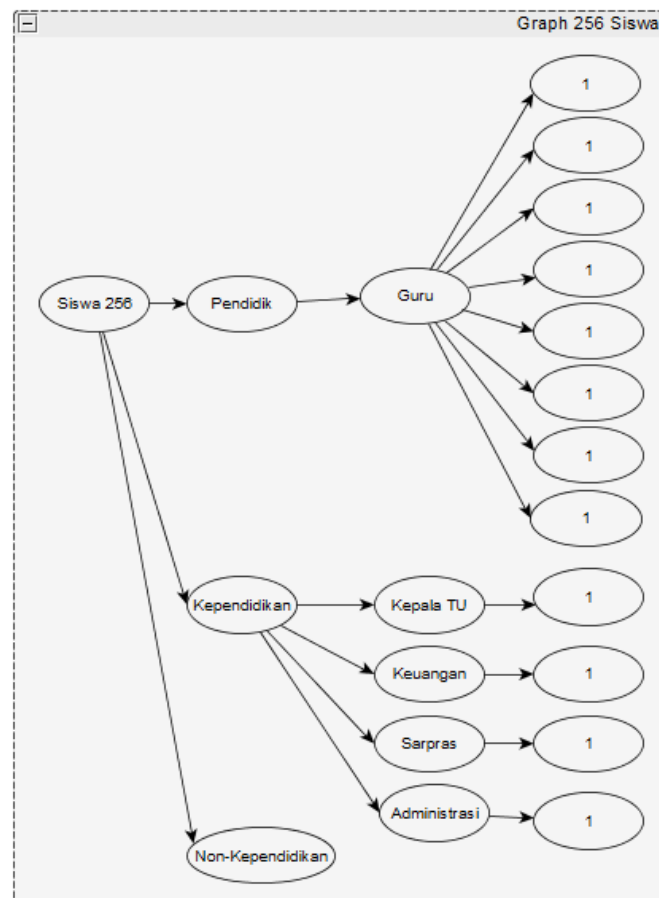 Graph 256 Siswa
1
1
1
1
1
1
1
1
Siswa 256
Pendidik
Guru
Kependidikan
Kepala TU
1
Keuangan
1
Sarpras
1
Administrasi
1
Non-Kependidikan